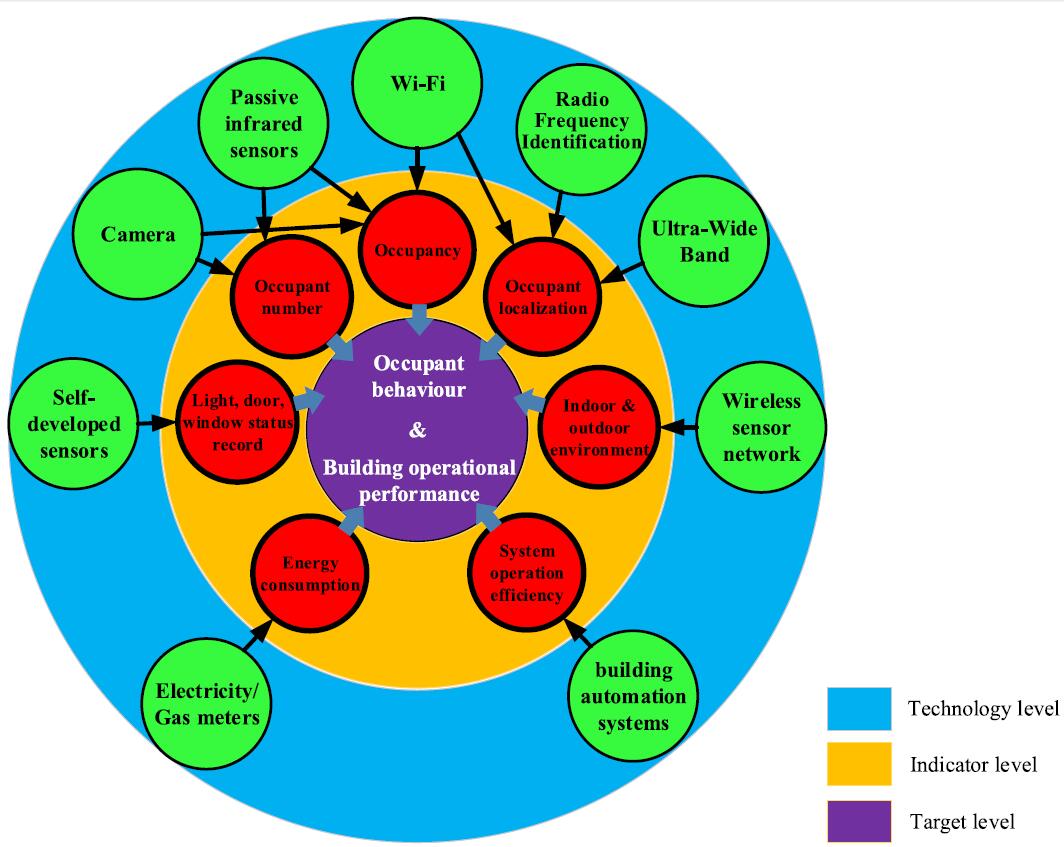 Wi-Fi
Passive
infrared
sensors
Radio
Frequency
Identification
Camera
Ultra-Wide
Band
Occupancy
Occupant
number
Occupant
localization
Occupant
behaviour
&
Building operational
performance
Self-
developed
sensors
Light, door,
window status
record
Indoor &
outdoor
environment
Wireless
sensor
network
Energy
consumption
System
operation
efficiency
Electricity/
Gas meters
building
automation
systems
Technology level
Indicator level
Target level